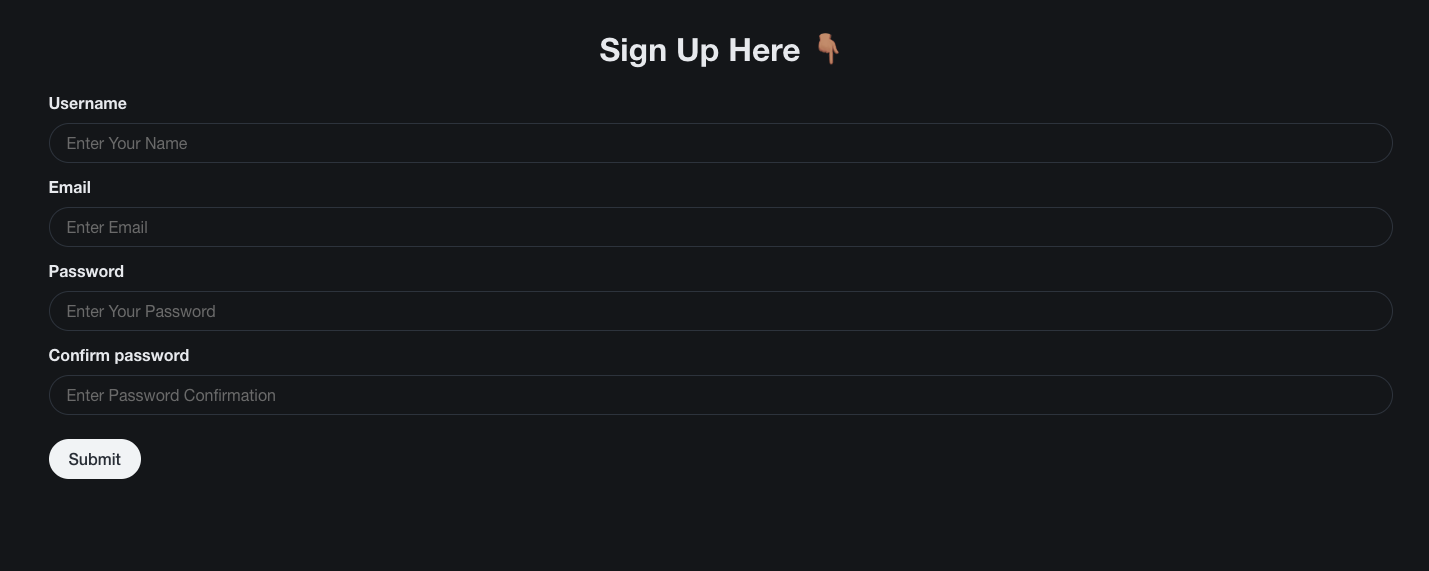 Sign Up Here 👇🏽
Username
Enter Your Name
Email
Enter Email
Password
Enter Your Password
Confirm password
Enter Password Confirmation
Submit